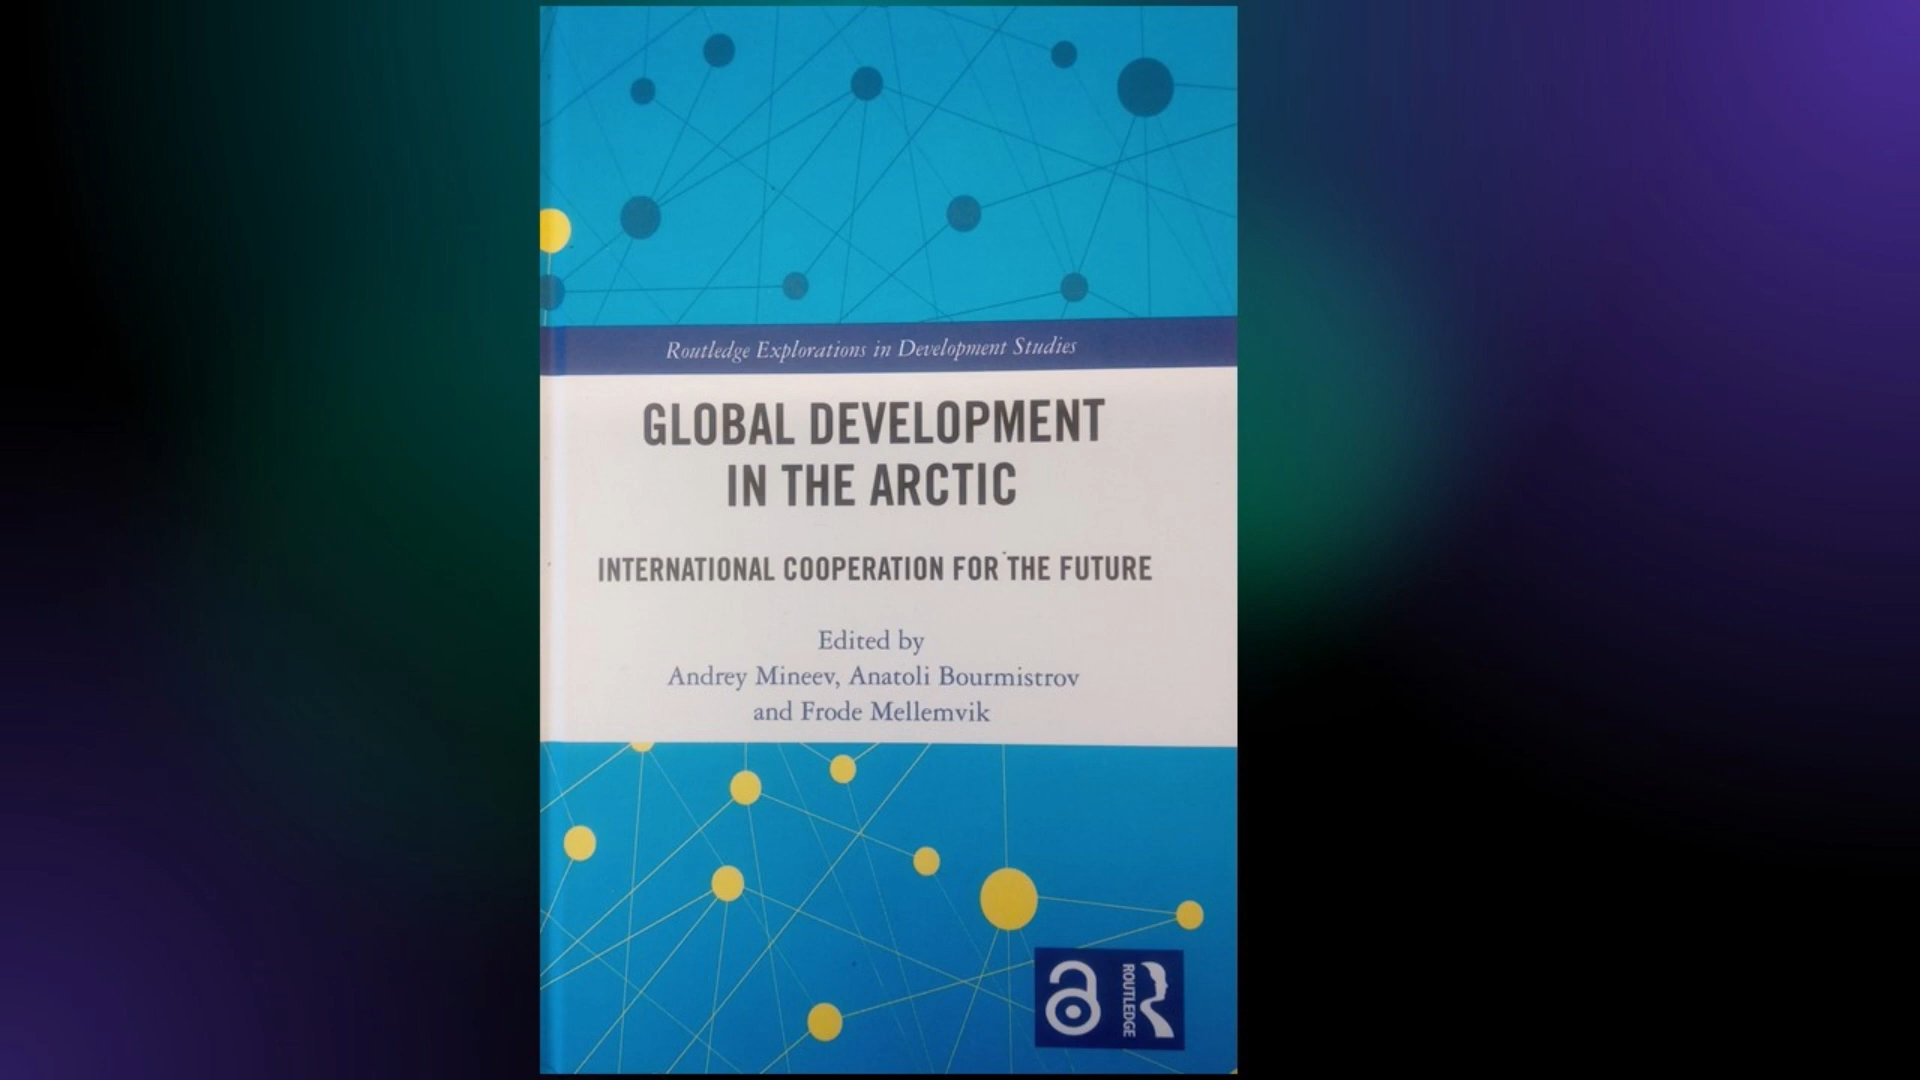 Routledge Explorations in Development Studies
GLOBAL DEVELOPMENT
IN THE ARCTIC
INTERNATIONAL COOPERATION FOR THE FUTURE
Edited by
Andrey Mineev, Anatoli Bourmistrov
and Frode Mellemvik
ROUTLEDGE